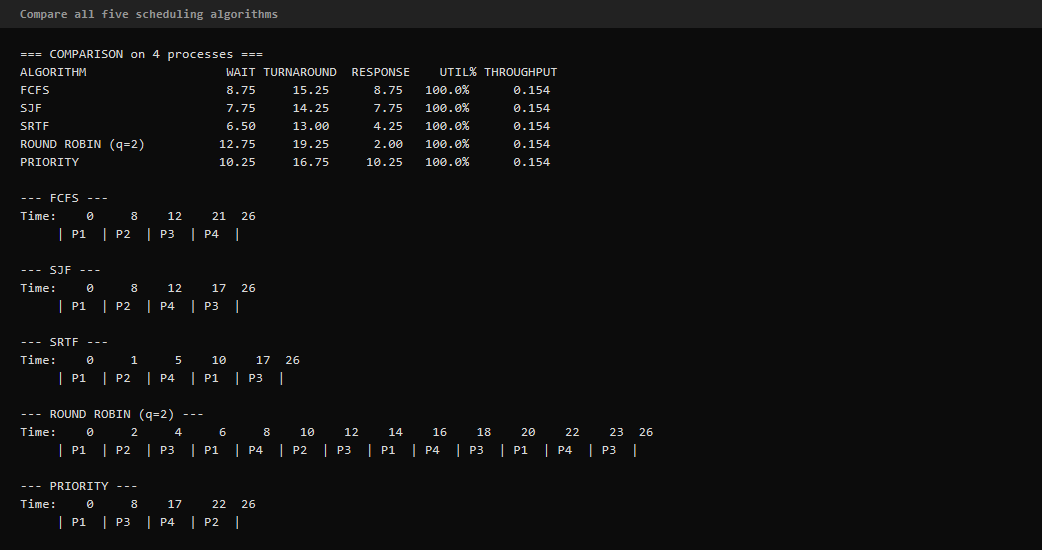 Compare all five scheduling algorithms
=== COMPARISON on 4 processes ===
ALGORITHM                   WAIT TURNAROUND  RESPONSE    UTIL% THROUGHPUT
FCFS                        8.75     15.25      8.75   100.0%      0.154
SJF                         7.75     14.25      7.75   100.0%      0.154
SRTF                        6.50     13.00      4.25   100.0%      0.154
ROUND ROBIN (q=2)          12.75     19.25      2.00   100.0%      0.154
PRIORITY                   10.25     16.75     10.25   100.0%      0.154
--- FCFS ---
Time:    0     8    12    21  26
     | P1  | P2  | P3  | P4  |
--- SJF ---
Time:    0     8    12    17  26
     | P1  | P2  | P4  | P3  |
--- SRTF ---
Time:    0     1     5    10    17  26
     | P1  | P2  | P4  | P1  | P3  |
--- ROUND ROBIN (q=2) ---
Time:    0     2     4     6     8    10    12    14    16    18    20    22    23  26
     | P1  | P2  | P3  | P1  | P4  | P2  | P3  | P1  | P4  | P3  | P1  | P4  | P3  |
--- PRIORITY ---
Time:    0     8    17    22  26
     | P1  | P3  | P4  | P2  |